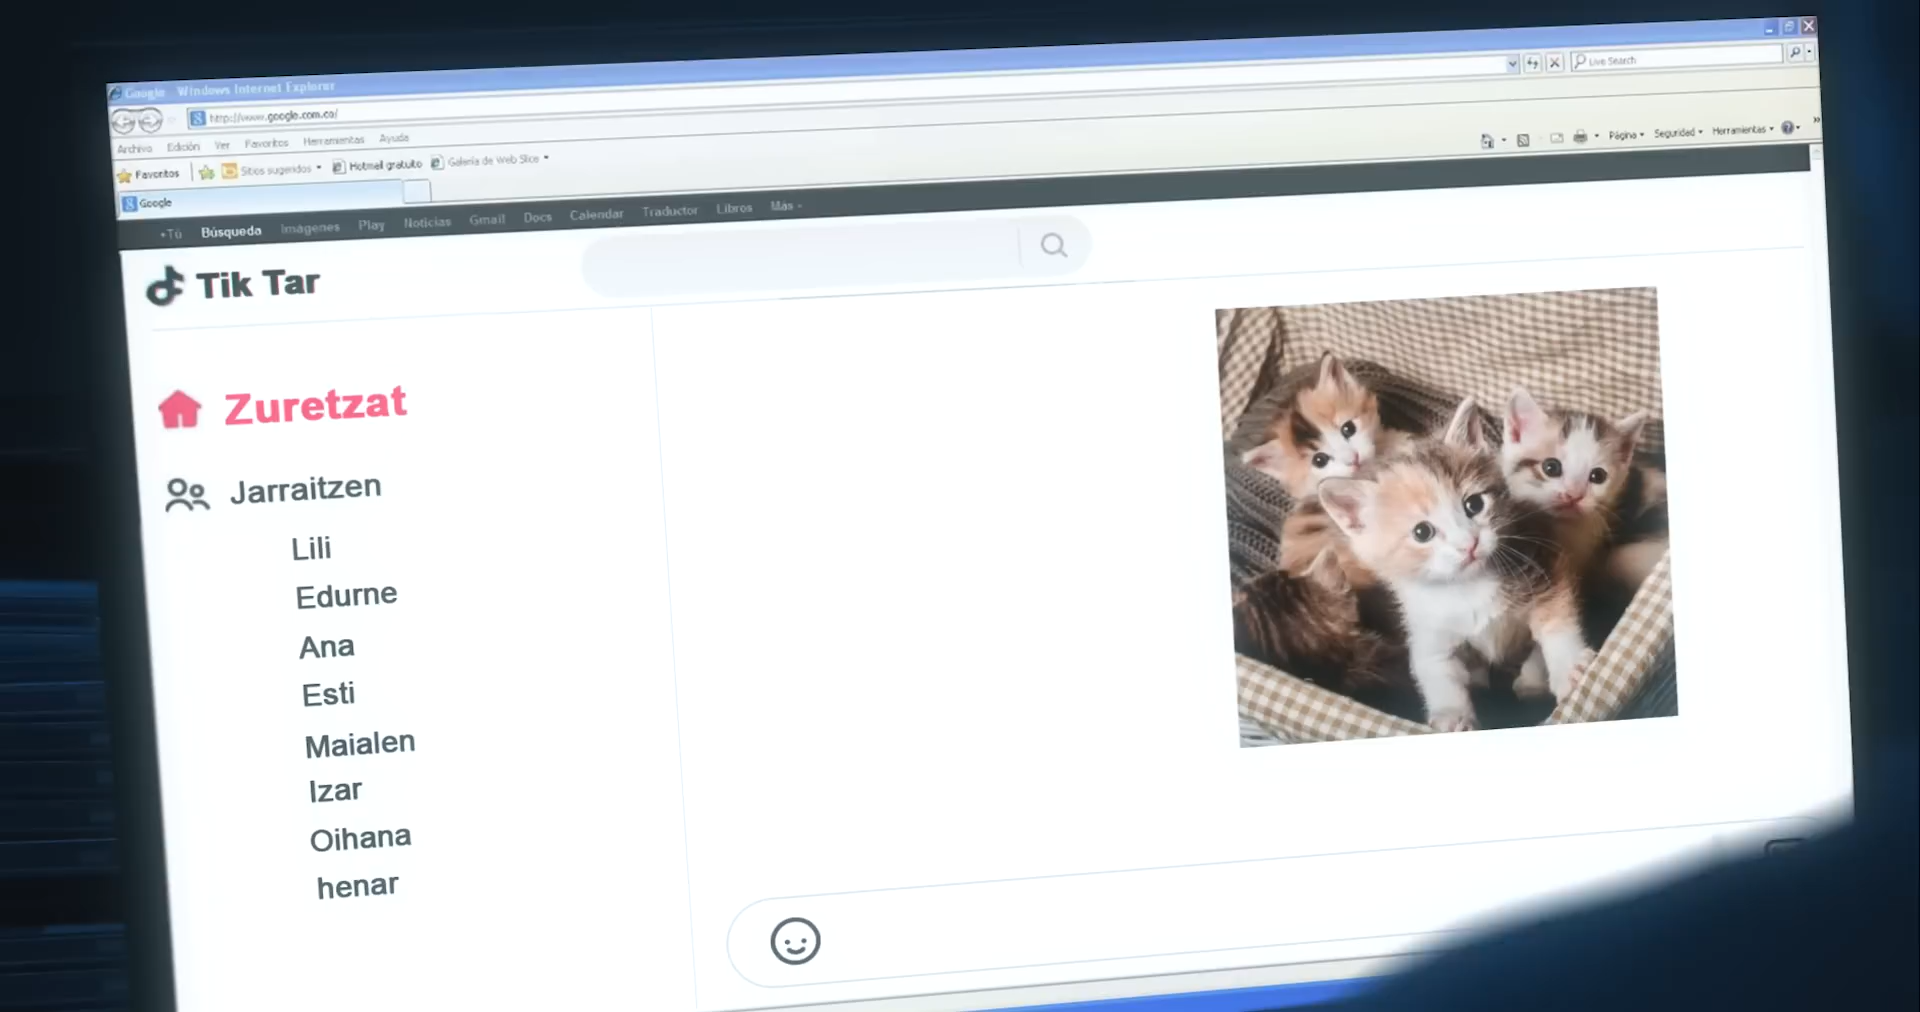 Google Windows Internet Explorer
http://www.google.com.co/
Live Search
Archivo Edición Ver Favoritos Herramientas Ayuda
Favoritos Sitios sugeridos Hotmail gratuito Galería de Web Slice
Página Seguridad Herramientas
Google
+Tú Búsqueda Imágenes Play Noticias Gmail Docs Calendar Traductor Libros Más
Tik Tar
Zuretzat
Jarraitzen
Lili
Edurne
Ana
Esti
Maialen
Izar
Oihana
henar